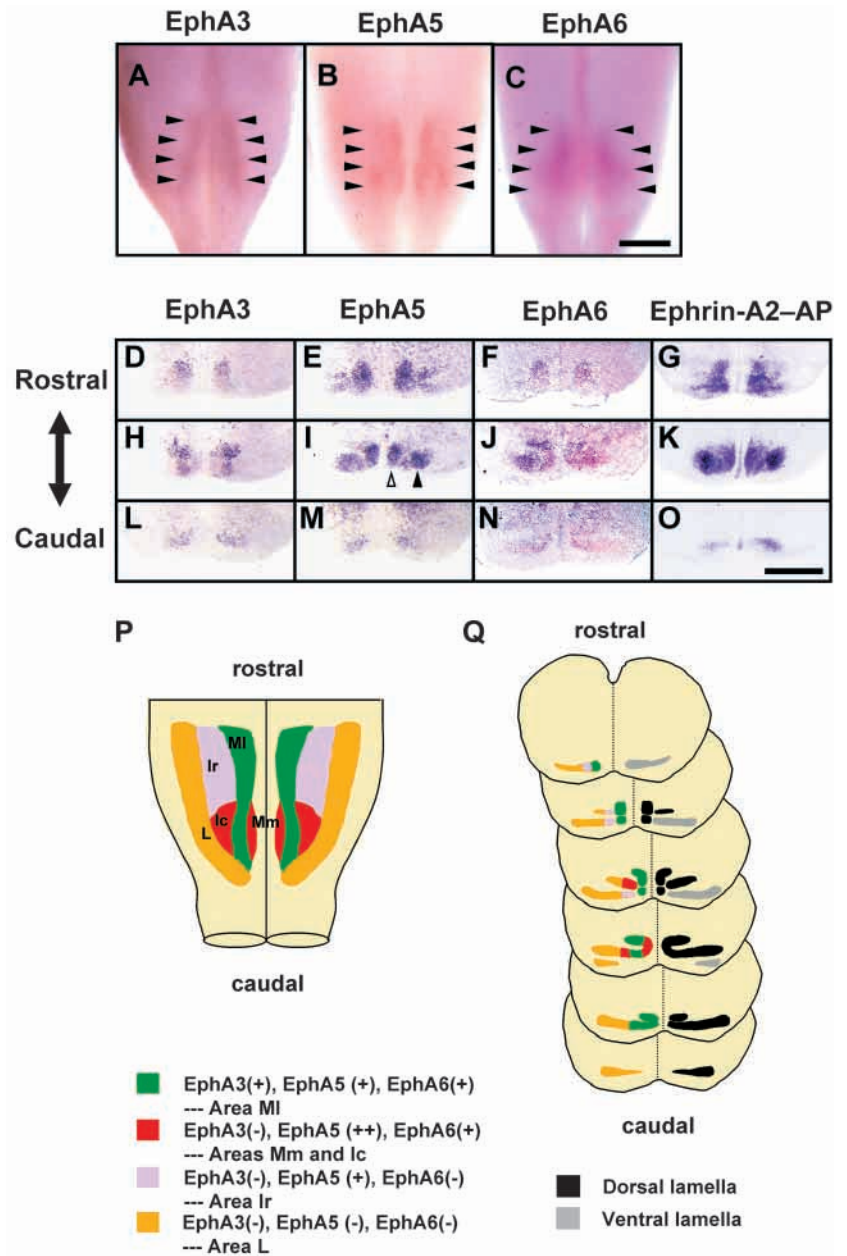 EphA3 EphA5 EphA6
A B C
EphA3 EphA5 EphA6 Ephrin-A2–AP
Rostral
D E F G
H I J K
Caudal
L M N O
P Q
rostral
rostral
Ml
Ir
Ic
Mm
L
caudal
EphA3(+), EphA5 (+), EphA6(+)
--- Area Ml
EphA3(-), EphA5 (++), EphA6(+)
--- Areas Mm and Ic
EphA3(-), EphA5 (+), EphA6(-)
--- Area Ir
EphA3(-), EphA5 (-), EphA6(-)
--- Area L
caudal
Dorsal lamella
Ventral lamella